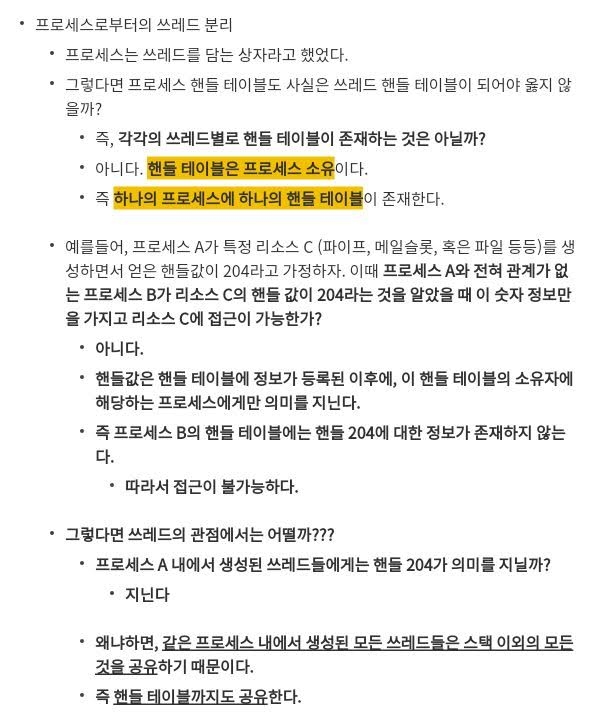 프로세스로부터의 쓰레드 분리
프로세스는 쓰레드를 담는 상자라고 했었다.
그렇다면 프로세스 핸들 테이블도 사실은 쓰레드 핸들 테이블이 되어야 옳지 않
을까?
즉, 각각의 쓰레드별로 핸들 테이블이 존재하는 것은 아닐까?
아니다. 핸들 테이블은 프로세스 소유이다.
즉 하나의 프로세스에 하나의 핸들 테이블이 존재한다.
예를들어, 프로세스 A가 특정 리소스 C (파이프, 메일슬롯, 혹은 파일 등등)를 생
성하면서 얻은 핸들값이 204라고 가정하자. 이때 프로세스 A와 전혀 관계가 없
는 프로세스 B가 리소스 C의 핸들 값이 204라는 것을 알았을 때 이 숫자 정보만
을 가지고 리소스 C에 접근이 가능한가?
아니다.
핸들값은 핸들 테이블에 정보가 등록된 이후에, 이 핸들 테이블의 소유자에
해당하는 프로세스에게만 의미를 지닌다.
즉 프로세스 B의 핸들 테이블에는 핸들 204에 대한 정보가 존재하지 않는
다.
따라서 접근이 불가능하다.
그렇다면 쓰레드의 관점에서는 어떨까???
프로세스 A 내에서 생성된 쓰레드들에게는 핸들 204가 의미를 지닐까?
지닌다
왜냐하면, 같은 프로세스 내에서 생성된 모든 쓰레드들은 스택 이외의 모든
것을 공유하기 때문이다.
즉 핸들 테이블까지도 공유한다.